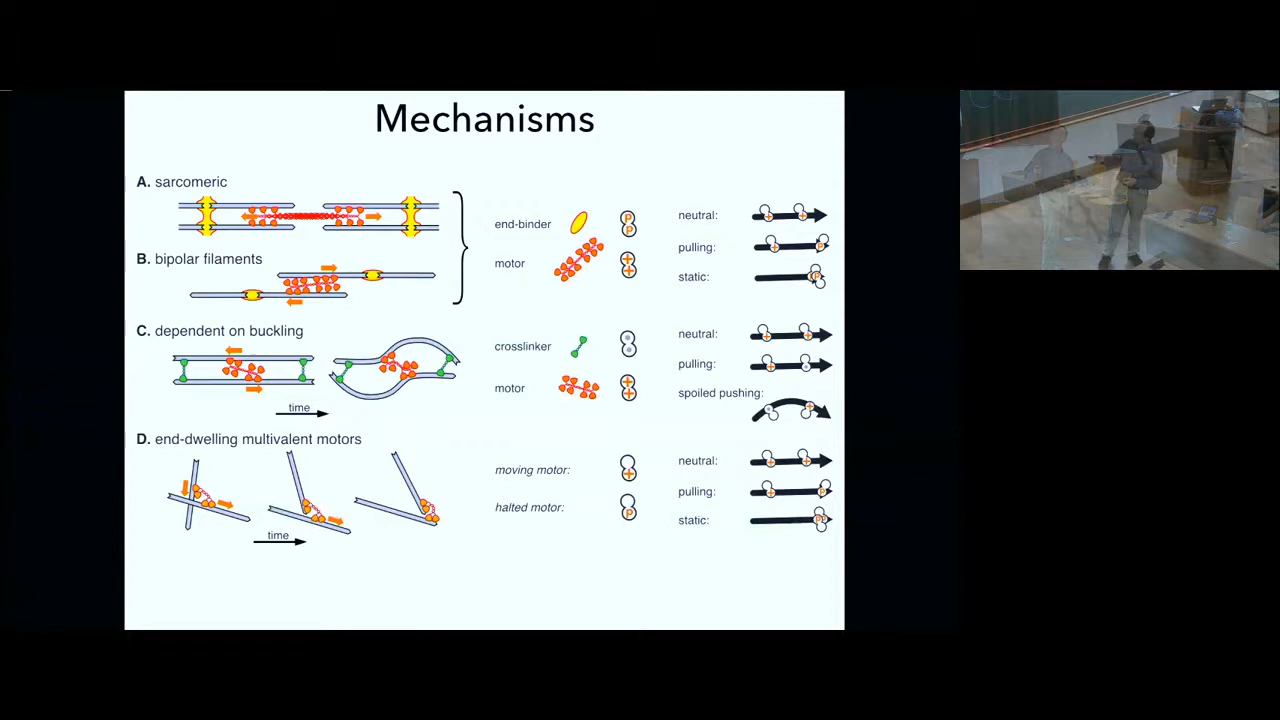 Mechanisms
A. sarcomeric
B. bipolar filaments
C. dependent on buckling
time
D. end-dwelling multivalent motors
time
end-binder
P
P
motor
+
+
crosslinker
motor
+
+
moving motor:
+
halted motor:
P
neutral:
+ +
pulling:
+ P
static:
P
neutral:
+ +
pulling:
+
spoiled pushing:
+
neutral:
+ +
pulling:
+ P
static:
P P